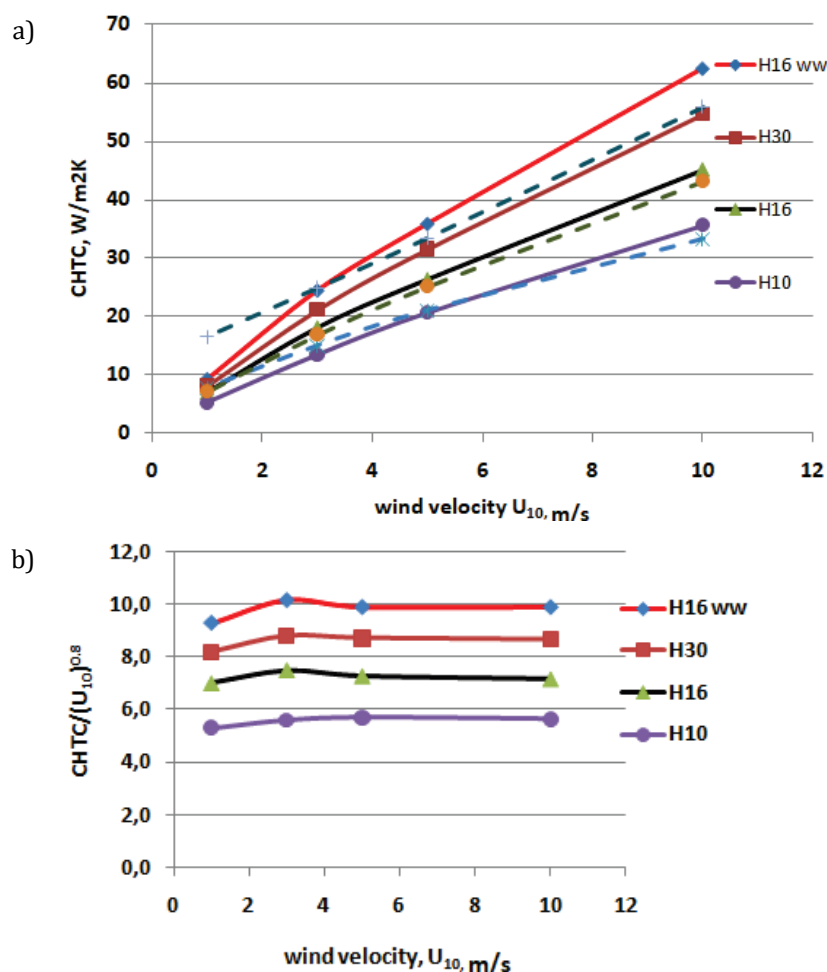 a)
70
60
50
40
30
20
10
0
0 2 4 6 8 10 12
CHTC, W/m2K
wind velocity U₁₀, m/s
H16 ww
H30
H16
H10
b)
12,0
10,0
8,0
6,0
4,0
2,0
0,0
0 2 4 6 8 10 12
CHTC/(U₁₀)⁰·⁸
wind velocity, U₁₀, m/s
H16 ww
H30
H16
H10